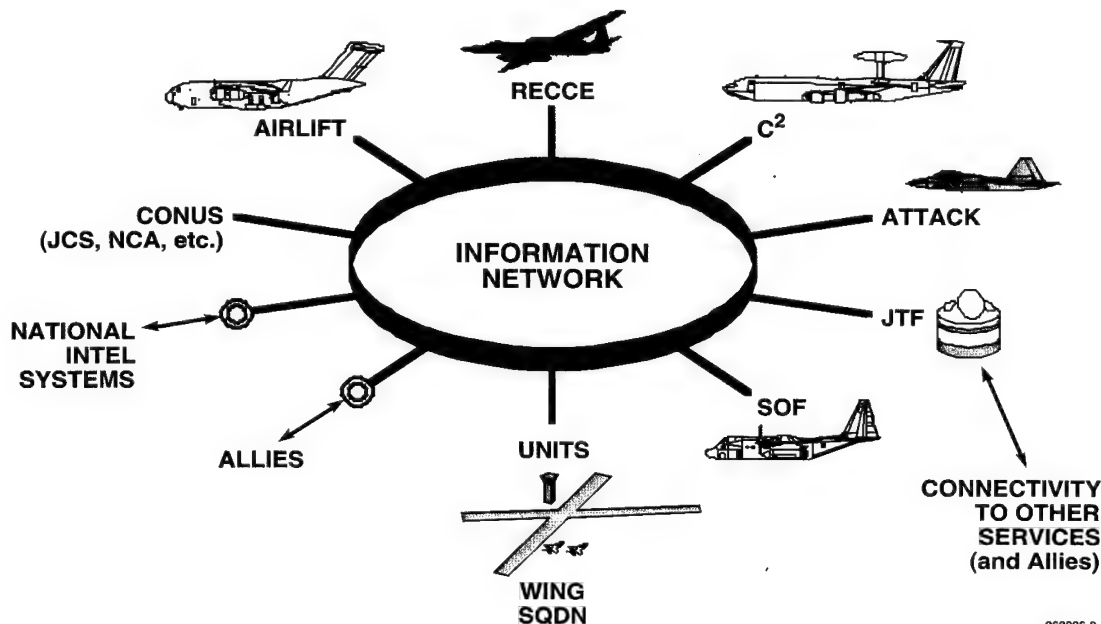 RECCE
AIRLIFT
C²
ATTACK
CONUS
(JCS, NCA, etc.)
INFORMATION
NETWORK
JTF
NATIONAL
INTEL
SYSTEMS
SOF
ALLIES
UNITS
CONNECTIVITY
TO OTHER
SERVICES
(and Allies)
WING
SQDN